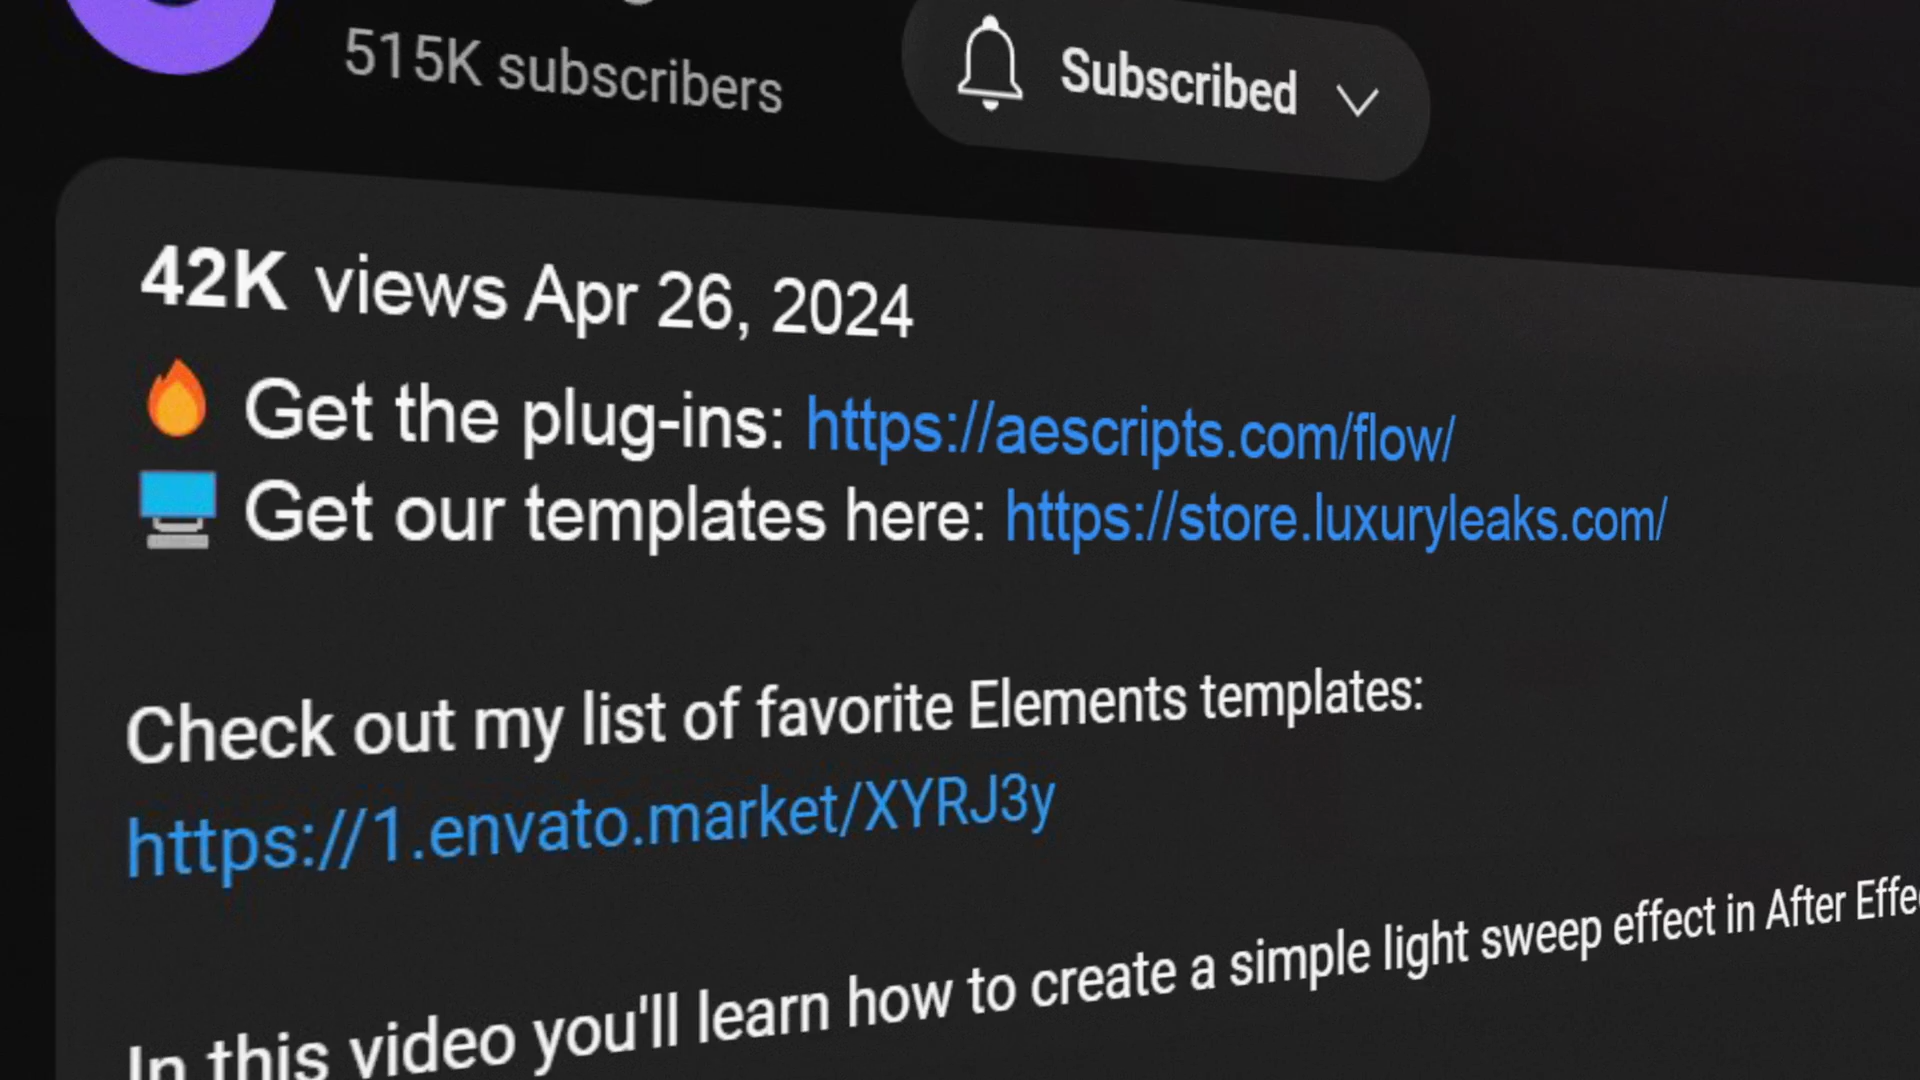 515K subscribers
Subscribed
42K views Apr 26, 2024
🔥 Get the plug-ins: https://aescripts.com/flow/
🖥 Get our templates here: https://store.luxuryleaks.com/
Check out my list of favorite Elements templates:
https://1.envato.market/XYRJ3y
In this video you'll learn how to create a simple light sweep effect in After Effe